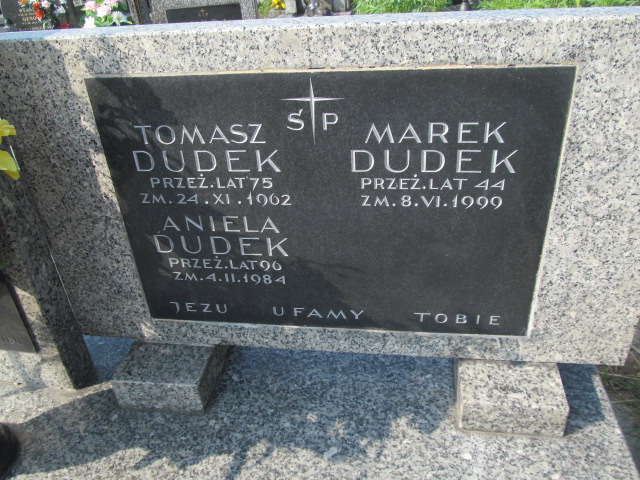 Ś P
TOMASZ
DUDEK
PRZEŻ. LAT 75
ZM. 24. XI. 1962
ANIELA
DUDEK
PRZEŻ. LAT 96
ZM. 4. II. 1984
MAREK
DUDEK
PRZEŻ. LAT 44
ZM. 8. VI. 1999
JEZU UFAMY TOBIE